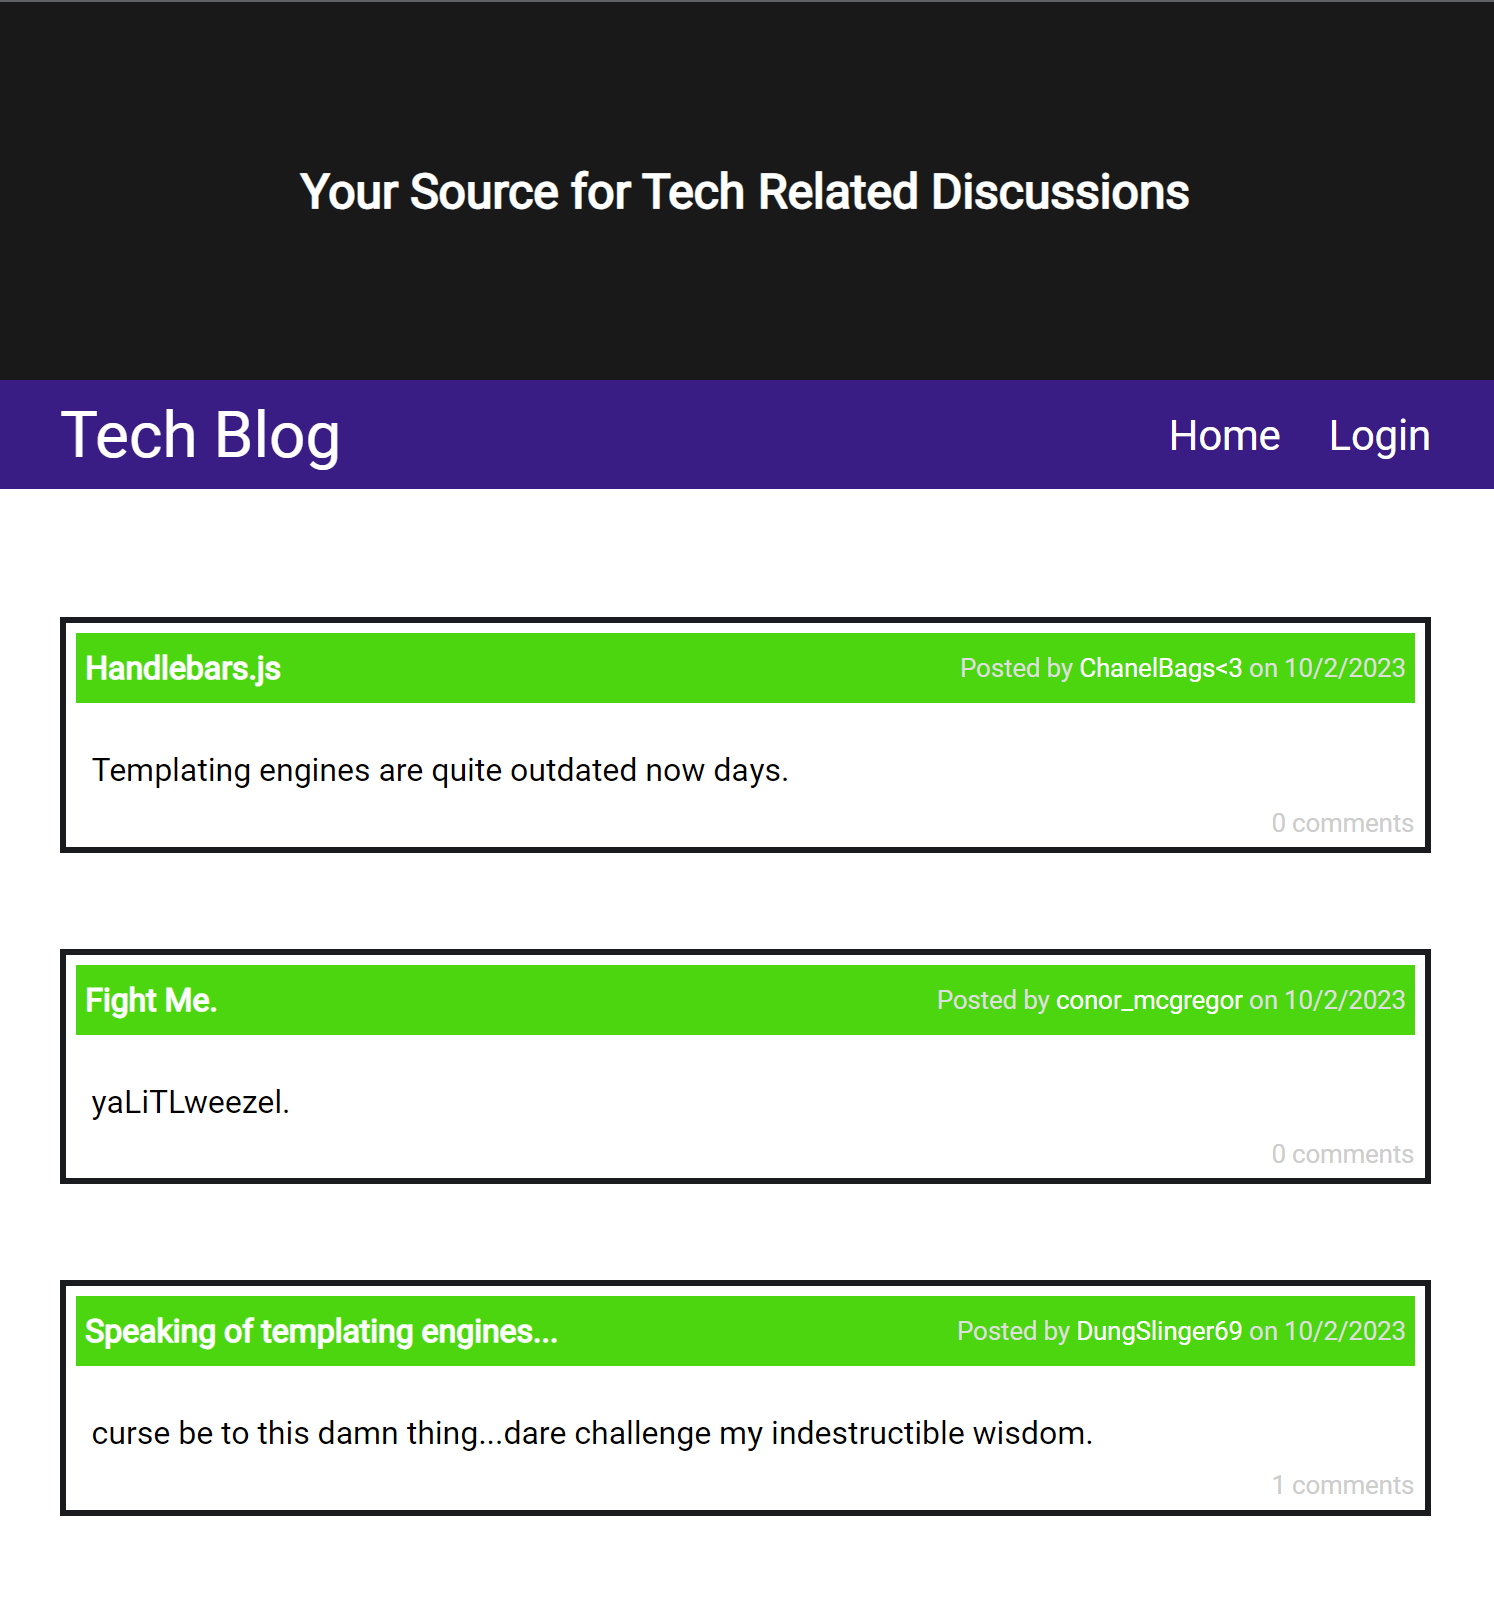 Your Source for Tech Related Discussions
Tech Blog
Home Login
Handlebars.js
Posted by ChanelBags<3 on 10/2/2023
Templating engines are quite outdated now days.
0 comments
Fight Me.
Posted by conor_mcgregor on 10/2/2023
yaLiTLweezel.
0 comments
Speaking of templating engines...
Posted by DungSlinger69 on 10/2/2023
curse be to this damn thing...dare challenge my indestructible wisdom.
1 comments